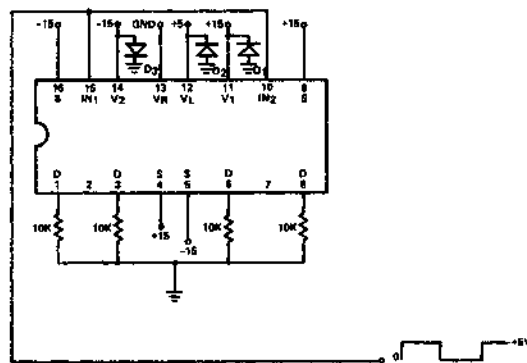 -15 -15 GND +5 +15 +15
D3 D2 D1
16 15 14 13 12 11 10 9
S IN1 V2 VR VL V1 IN2 S
D D S S D D
1 2 3 4 5 6 7 8
10K 10K +15 -15 10K 10K
0 +5V